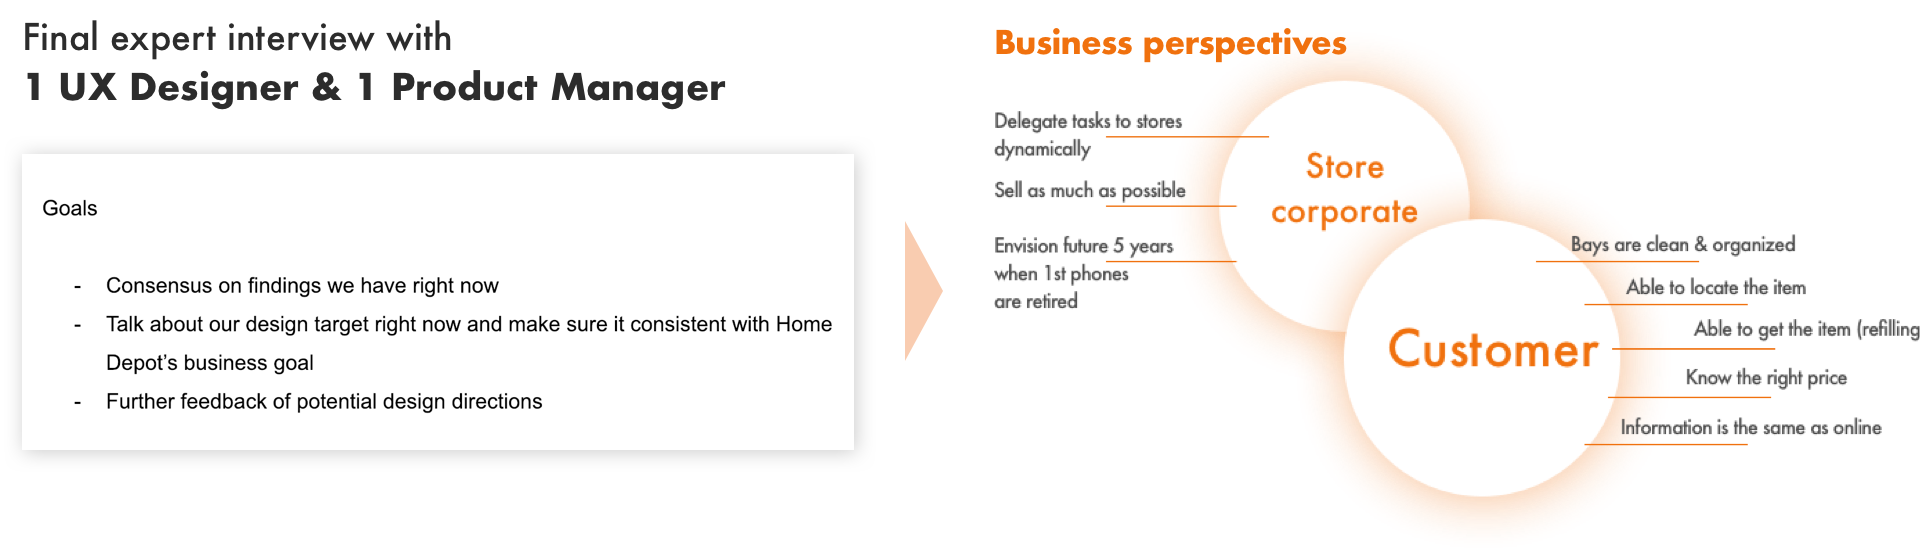 Final expert interview with
1 UX Designer & 1 Product Manager
Goals
- Consensus on findings we have right now
- Talk about our design target right now and make sure it consistent with Home
Depot’s business goal
- Further feedback of potential design directions
Business perspectives
Delegate tasks to stores
dynamically
Sell as much as possible
Envision future 5 years
when 1st phones
are retired
Store
corporate
Customer
Bays are clean & organized
Able to locate the item
Able to get the item (refilling
Know the right price
Information is the same as online